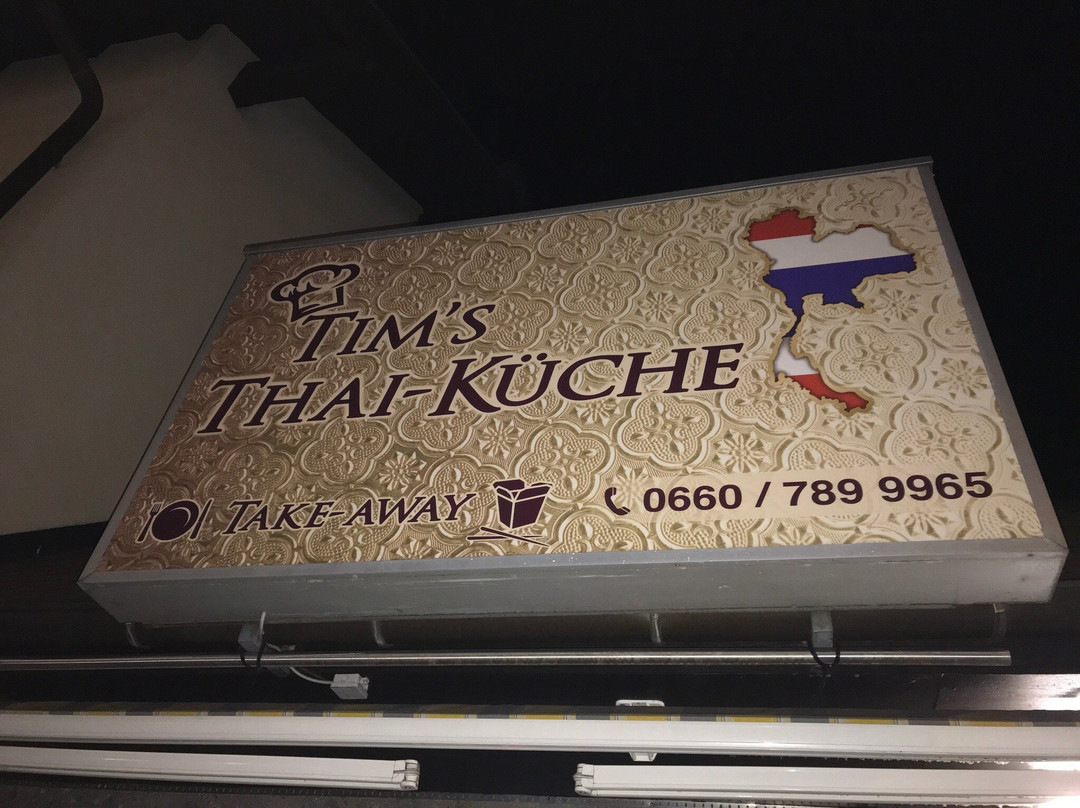 TIM'S
THAI-KÜCHE
TAKE-AWAY
0660 / 789 9965